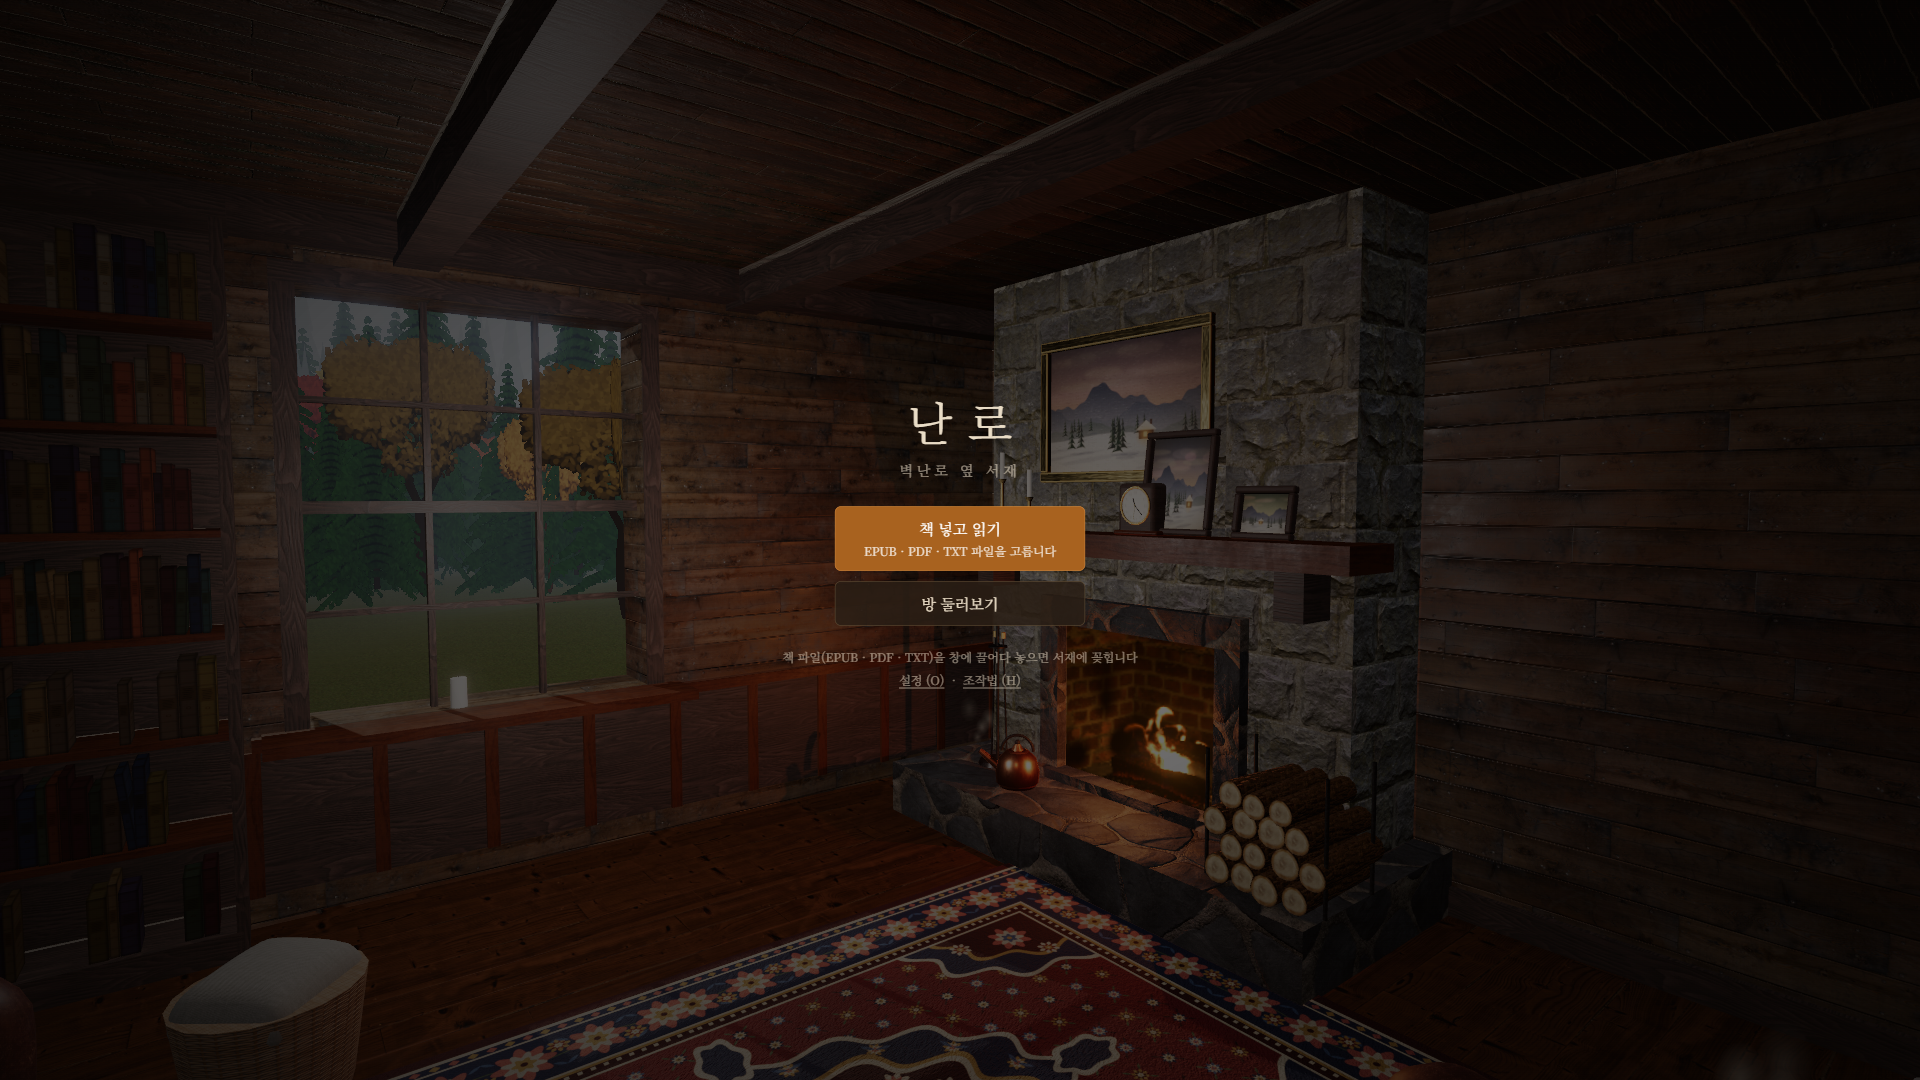 난로
벽난로 옆 서재
책 넣고 읽기
EPUB · PDF · TXT 파일을 고릅니다
방 둘러보기
책 파일(EPUB · PDF · TXT)을 창에 끌어다 놓으면 서재에 꽂힙니다
설정 (O) · 조작법 (H)